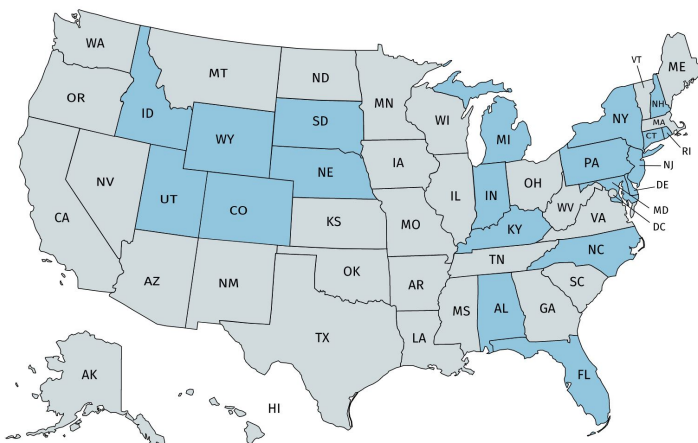 WA
MT
ND
MN
VT
ME
OR
ID
SD
WI
NH
NY
MA
CT
RI
WY
MI
NE
IA
PA
NJ
NV
UT
CO
IL
IN
OH
DE
MD
DC
CA
KS
MO
WV
VA
KY
NC
AZ
NM
OK
AR
TN
SC
MS
AL
GA
TX
LA
AK
HI
FL